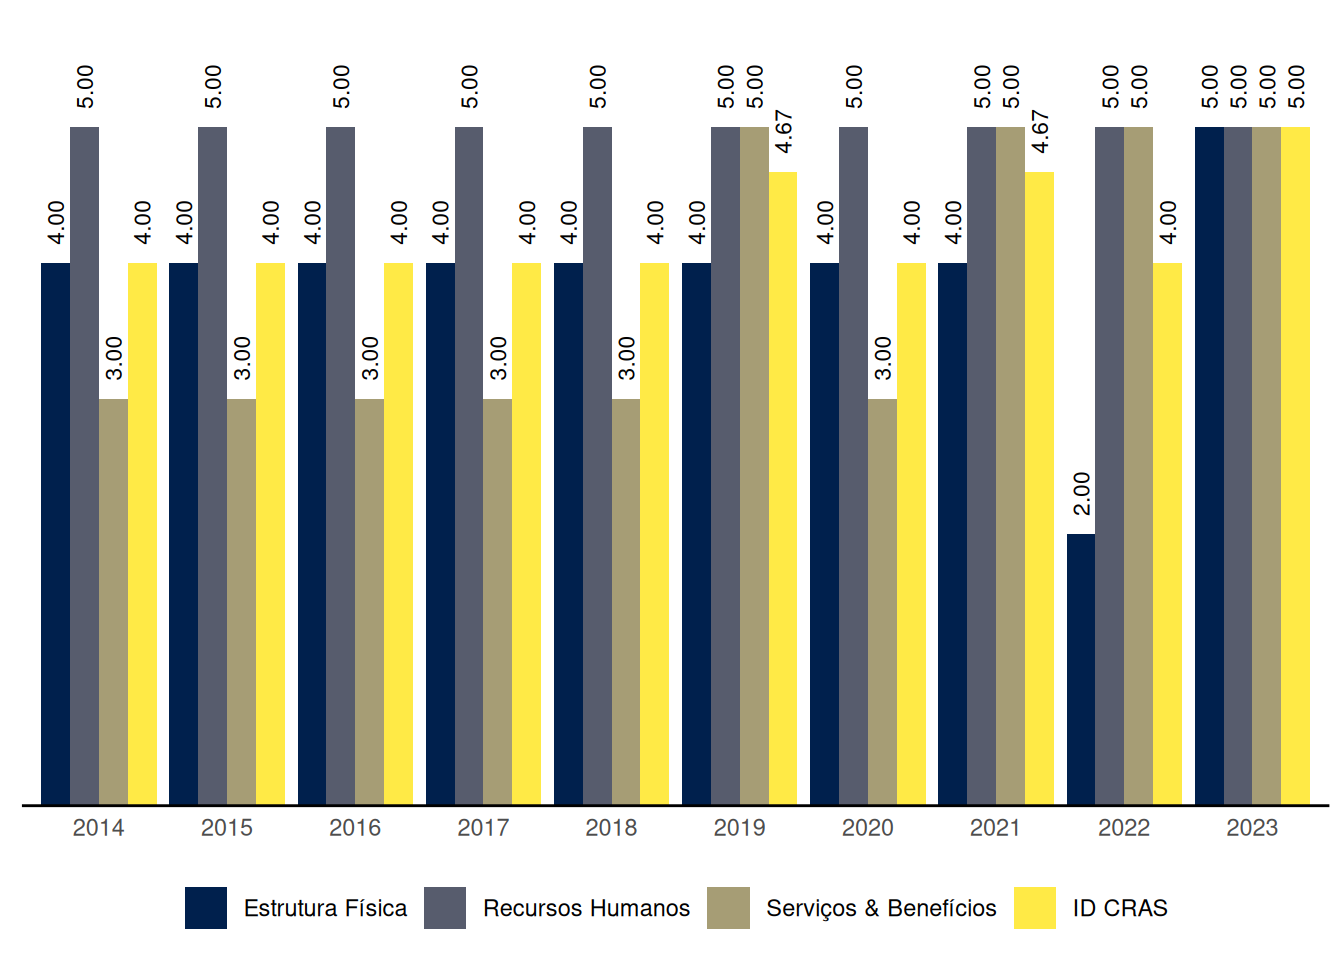 5.00 5.00 5.00 5.00 5.00 5.00 5.00 5.00 5.00 5.00 5.00 5.00 5.00 5.00 5.00 5.00
4.67 4.67
4.00 4.00 4.00 4.00 4.00 4.00 4.00 4.00 4.00 4.00 4.00 4.00 4.00 4.00 4.00
3.00 3.00 3.00 3.00 3.00 3.00
2.00
2014 2015 2016 2017 2018 2019 2020 2021 2022 2023
Estrutura Física Recursos Humanos Serviços & Benefícios ID CRAS